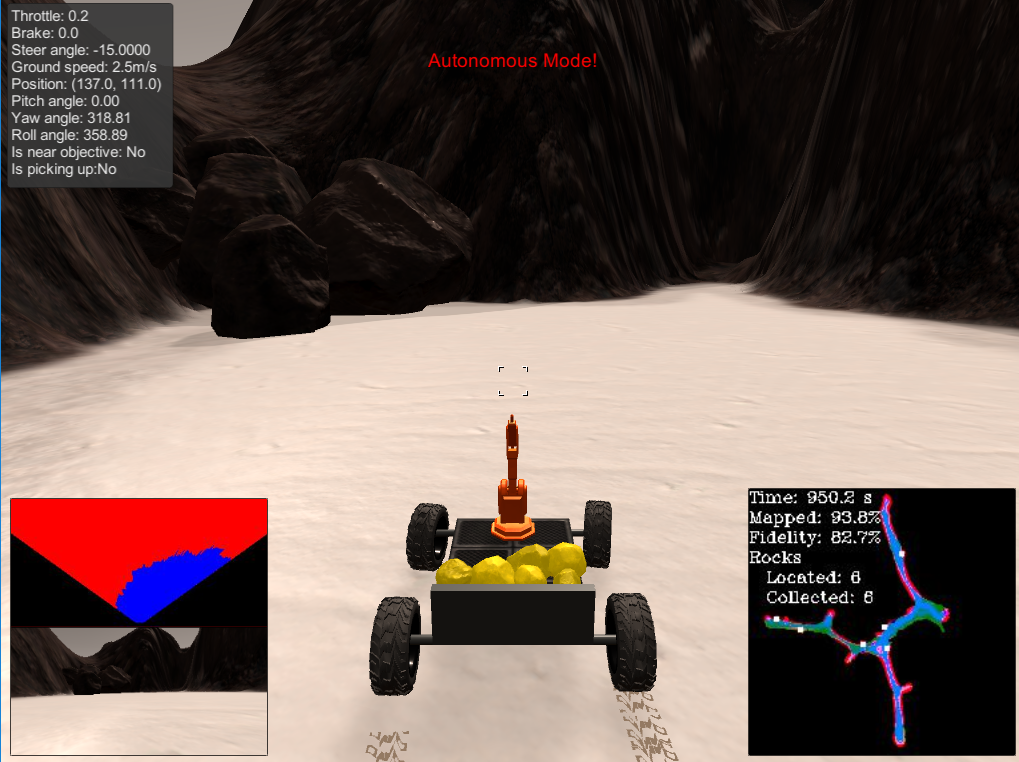 Throttle: 0.2
Brake: 0.0
Steer angle: -15.0000
Ground speed: 2.5m/s
Position: (137.0, 111.0)
Pitch angle: 0.00
Yaw angle: 318.81
Roll angle: 358.89
Is near objective: No
Is picking up:No
Autonomous Mode!
Time: 950.2 s
Mapped: 93.8%
Fidelity: 82.7%
Rocks
Located: 6
Collected: 6